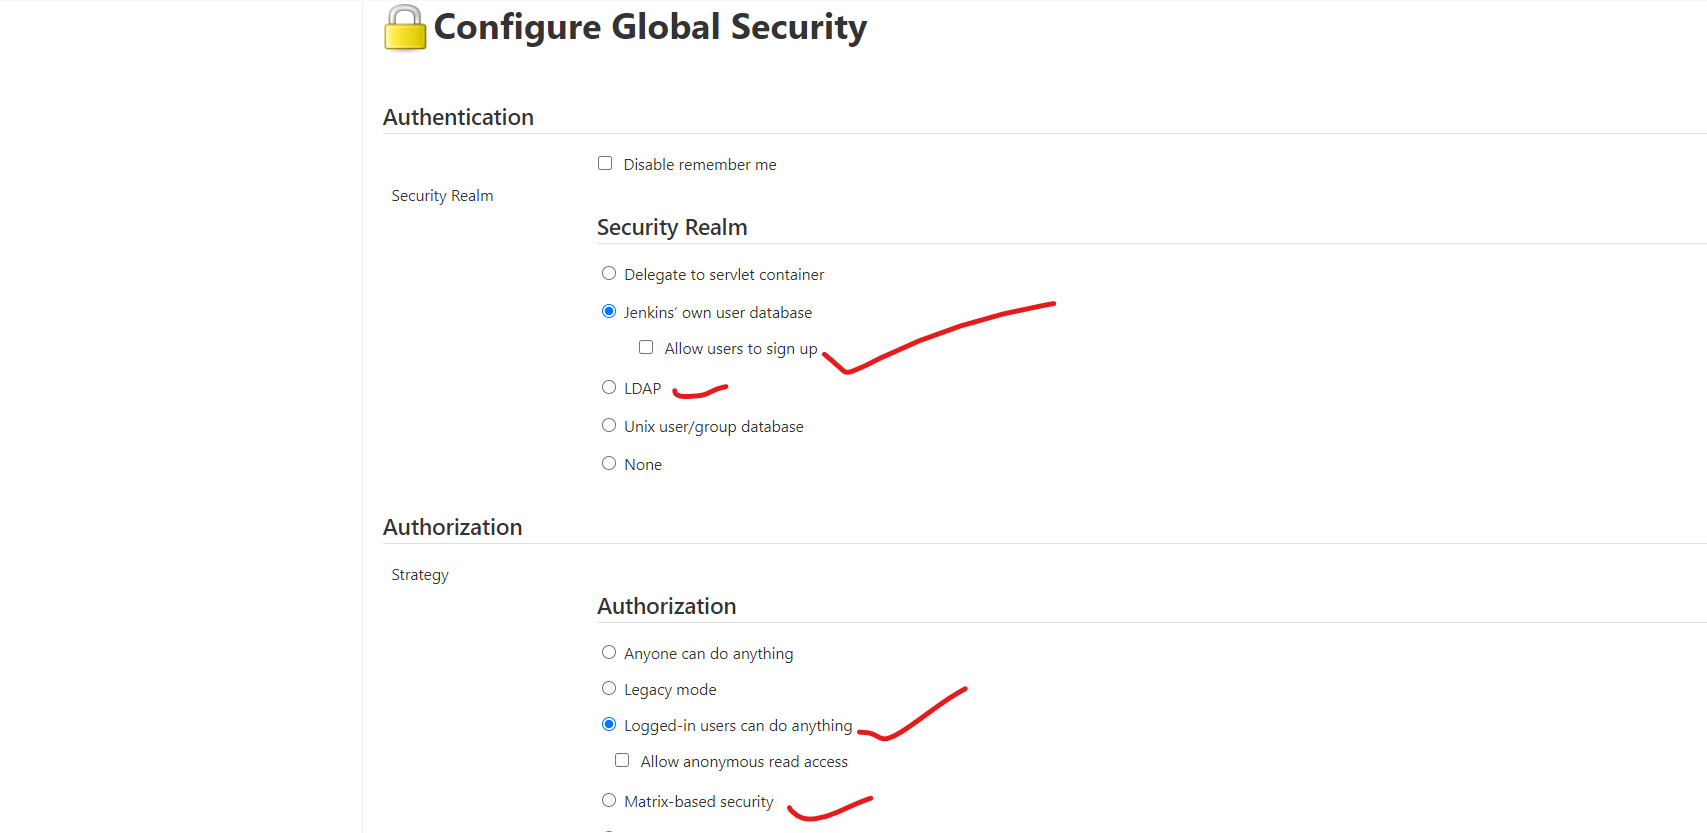 Configure Global Security
Authentication
Disable remember me
Security Realm
Security Realm
Delegate to servlet container
Jenkins’ own user database
Allow users to sign up
LDAP
Unix user/group database
None
Authorization
Strategy
Authorization
Anyone can do anything
Legacy mode
Logged-in users can do anything
Allow anonymous read access
Matrix-based security